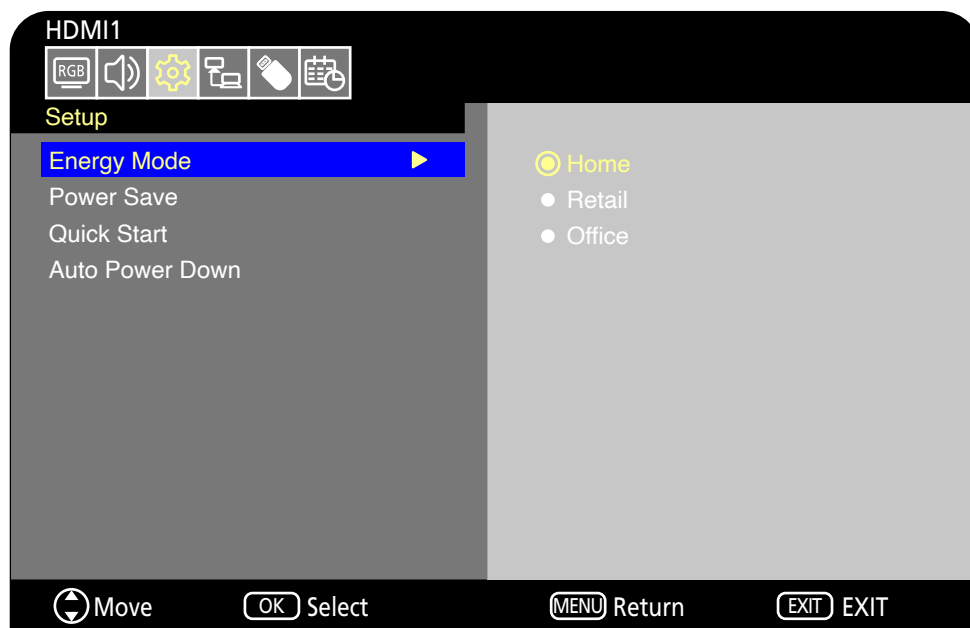 HDMI1
RGB
Setup
Energy Mode
Power Save
Quick Start
Auto Power Down
Home
Retail
Office
Move OK Select MENU Return EXIT EXIT